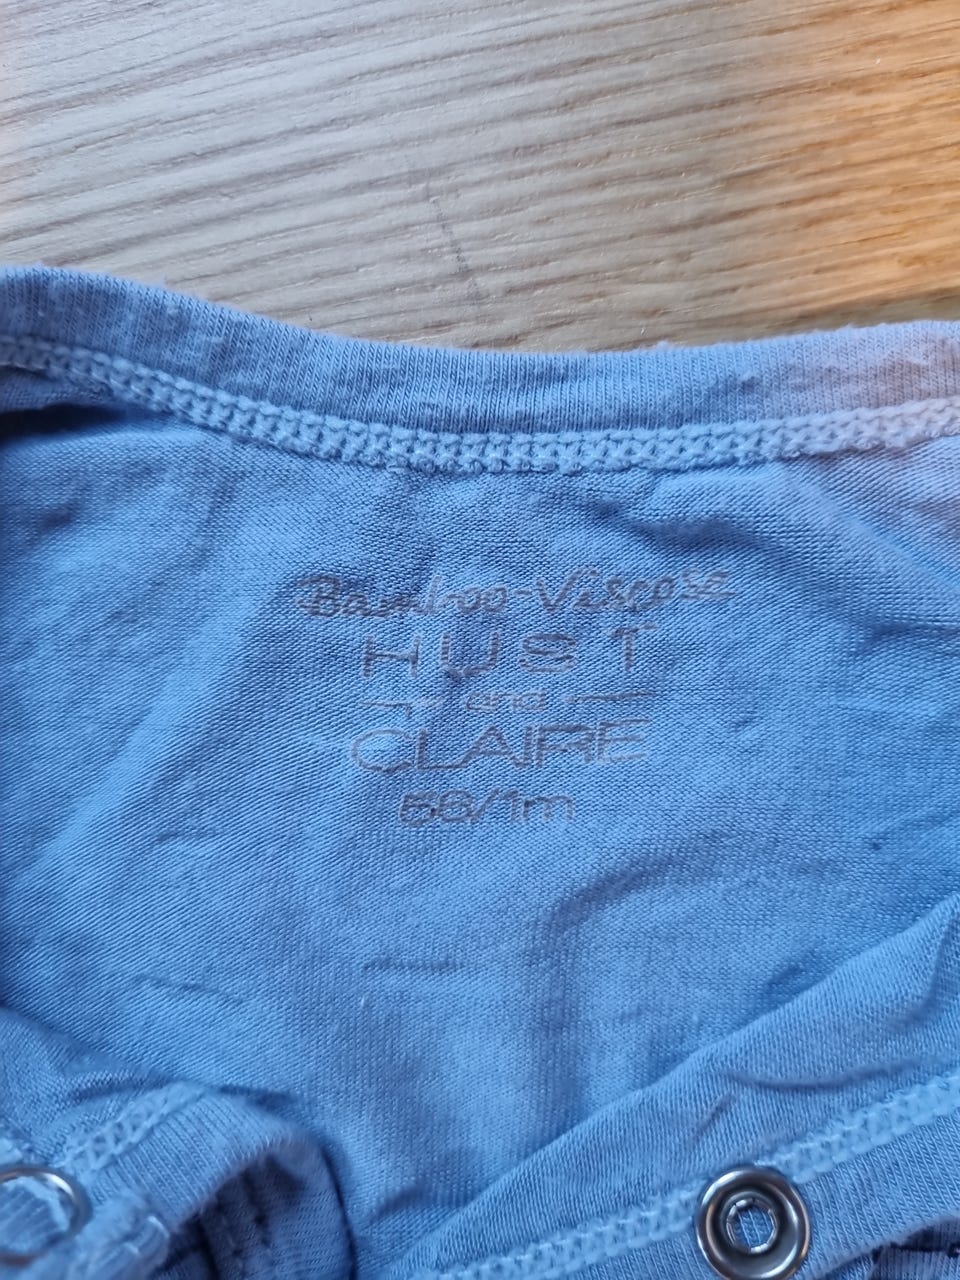 Bamboo-Viscose
HUST
and
CLAIRE
56/1m